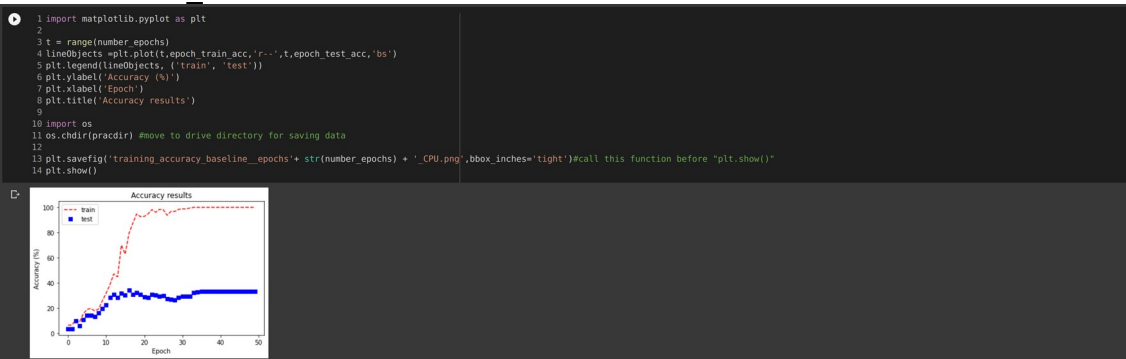 1 import matplotlib.pyplot as plt
2
3 t = range(number_epochs)
4 lineObjects =plt.plot(t,epoch_train_acc,'r--',t,epoch_test_acc,'bs')
5 plt.legend(lineObjects, ('train', 'test'))
6 plt.ylabel('Accuracy (%)')
7 plt.xlabel('Epoch')
8 plt.title('Accuracy results')
9
10 import os
11 os.chdir(pracdir) #move to drive directory for saving data
12
13 plt.savefig('training_accuracy_baseline__epochs'+ str(number_epochs) + '_CPU.png',bbox_inches='tight')#call this function before "plt.show()"
14 plt.show()
Accuracy results
train
test
Accuracy (%)
100
80
60
40
20
0
0 10 20 30 40 50
Epoch